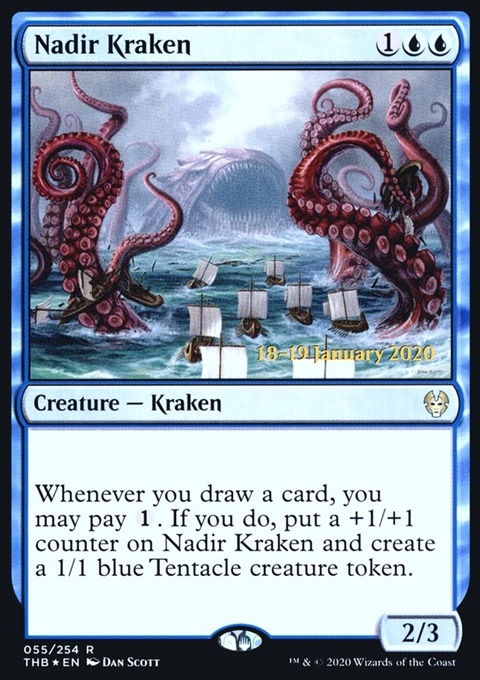 Nadir Kraken 1
18–19 January 2020
Creature — Kraken
Whenever you draw a card, you
may pay 1. If you do, put a +1/+1
counter on Nadir Kraken and create
a 1/1 blue Tentacle creature token.
2/3
055/254 R
THB★EN Dan Scott ™ & © 2020 Wizards of the Coast